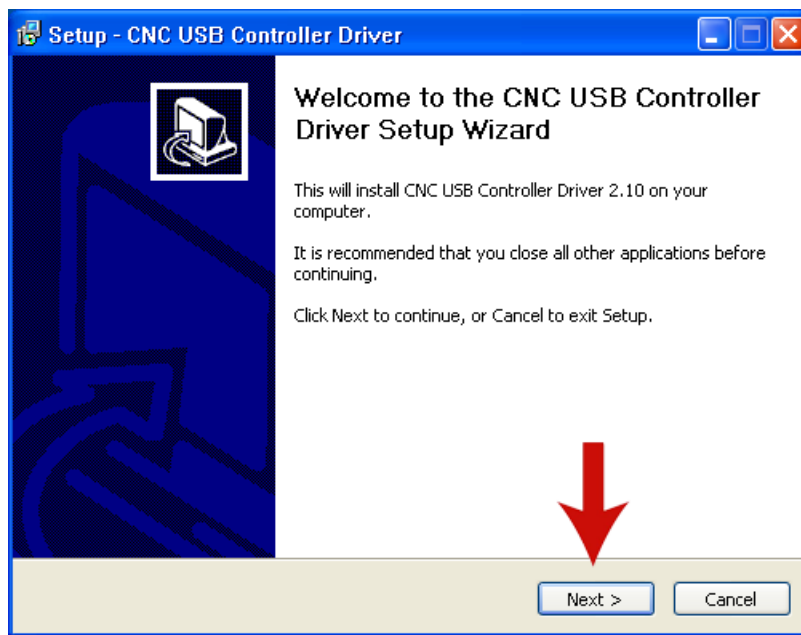 Setup - CNC USB Controller Driver
Welcome to the CNC USB Controller
Driver Setup Wizard
This will install CNC USB Controller Driver 2.10 on your
computer.
It is recommended that you close all other applications before
continuing.
Click Next to continue, or Cancel to exit Setup.
Next >
Cancel